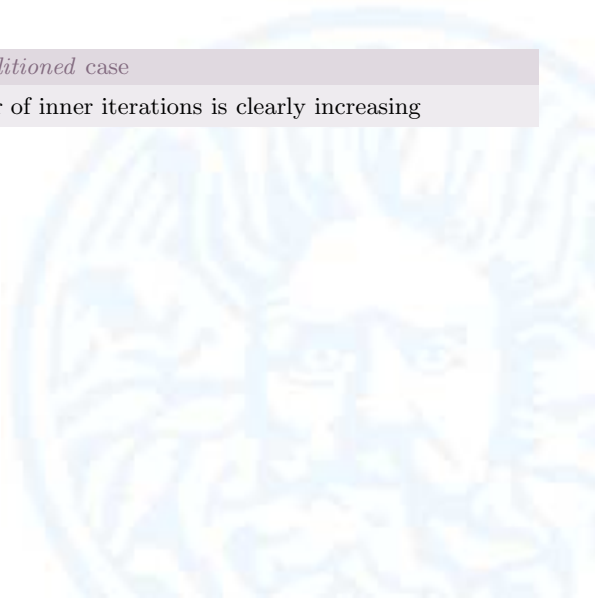 ditioned case
r of inner iterations is clearly increasing